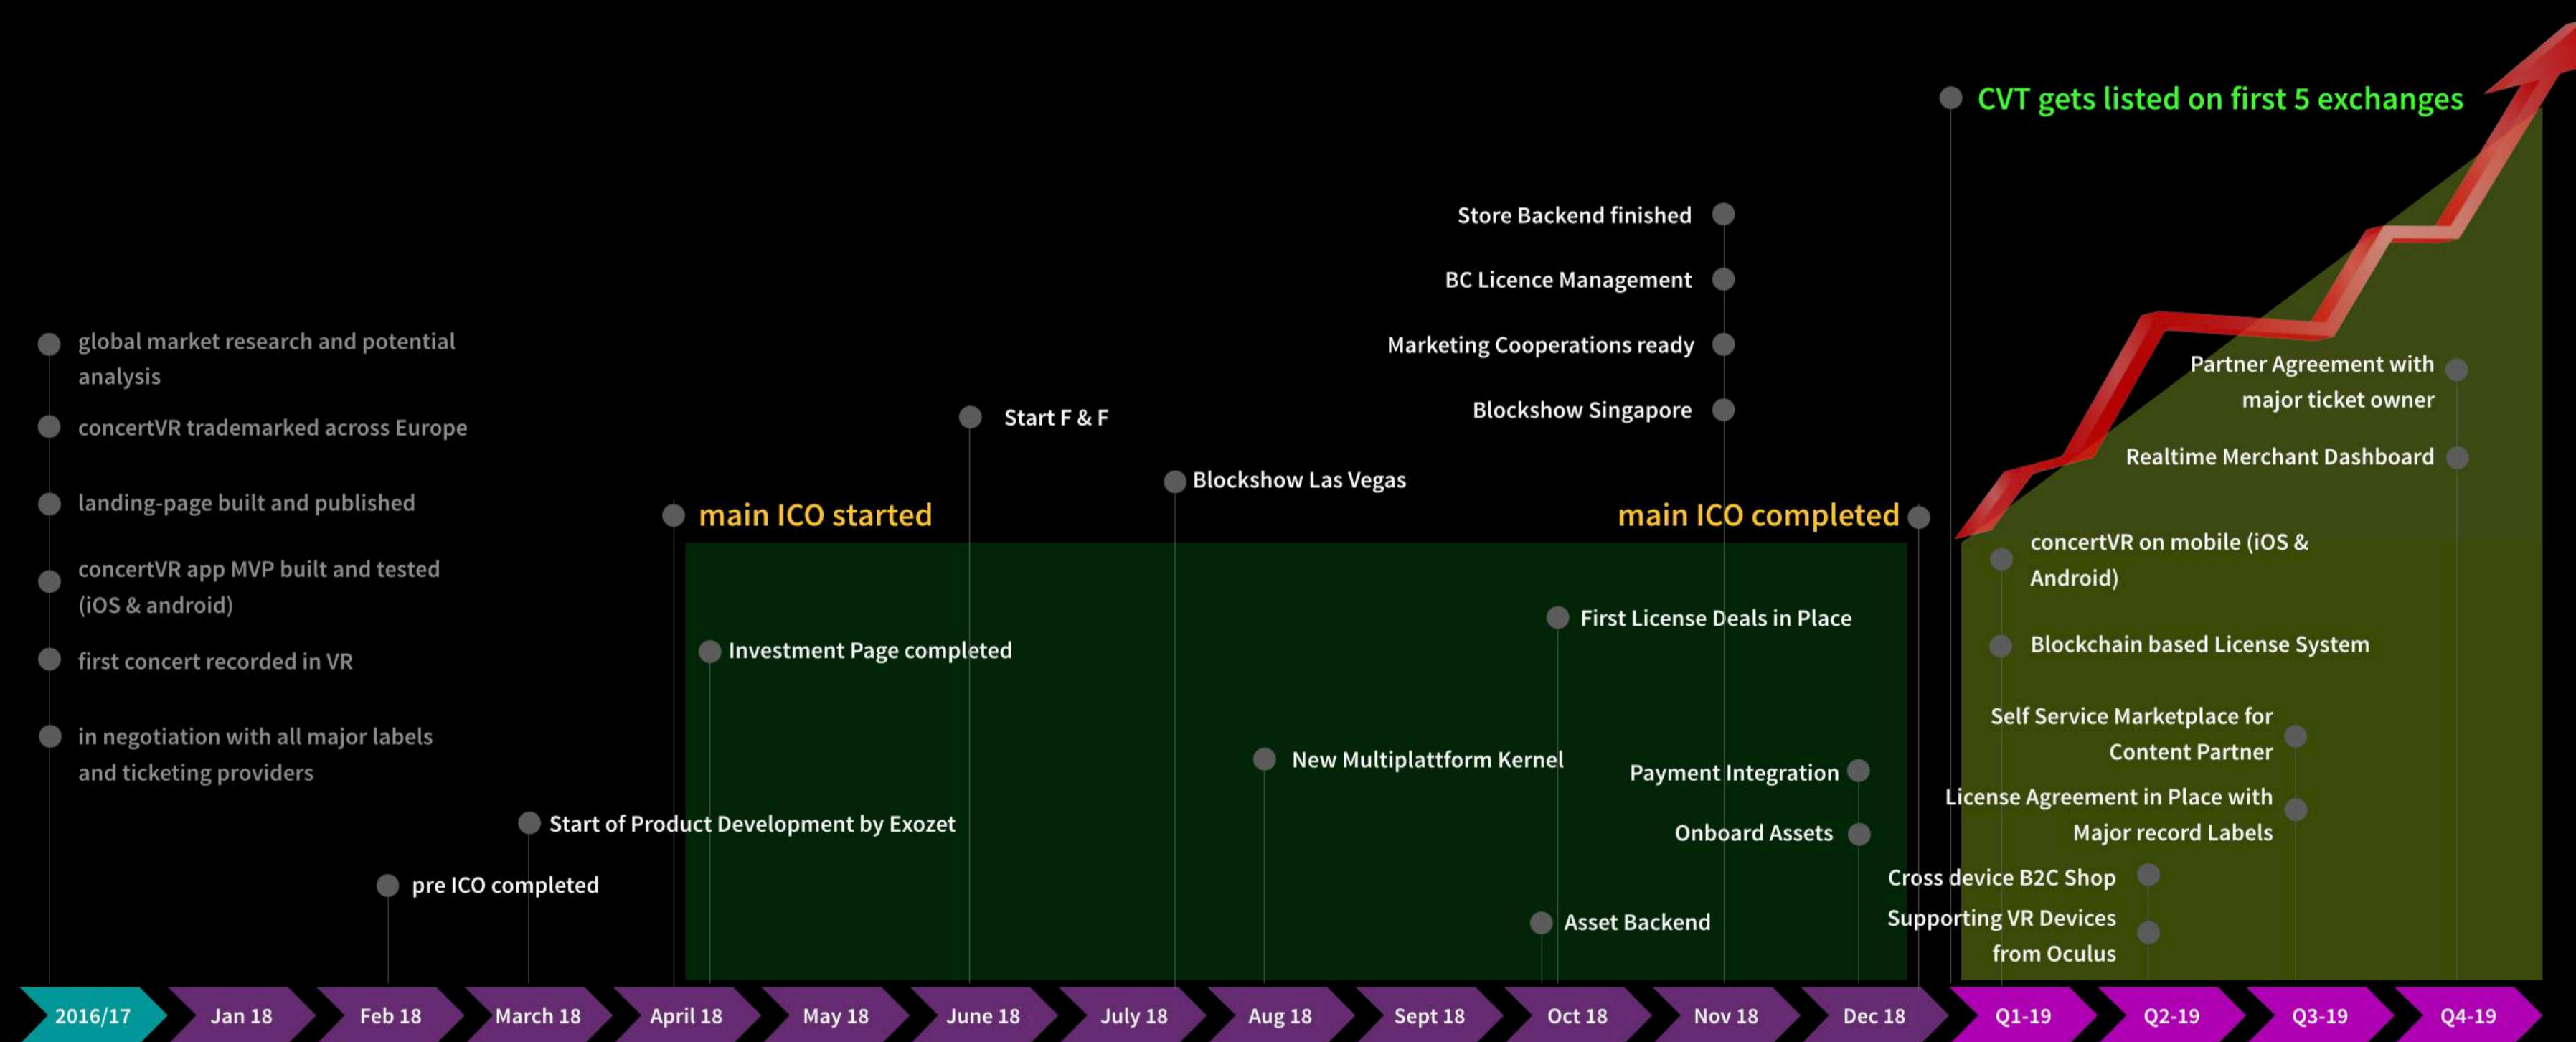 CVT gets listed on first 5 exchanges
Store Backend finished
BC Licence Management
Marketing Cooperations ready
Blockshow Singapore
global market research and potential
analysis
concertVR trademarked across Europe
landing-page built and published
concertVR app MVP built and tested
(iOS & android)
first concert recorded in VR
in negotiation with all major labels
and ticketing providers
pre ICO completed
Start of Product Development by Exozet
main ICO started
Investment Page completed
Start F & F
Blockshow Las Vegas
New Multiplattform Kernel
First License Deals in Place
Asset Backend
main ICO completed
Payment Integration
Onboard Assets
concertVR on mobile (iOS &
Android)
Blockchain based License System
Cross device B2C Shop
Supporting VR Devices
from Oculus
Self Service Marketplace for
Content Partner
License Agreement in Place with
Major record Labels
Partner Agreement with
major ticket owner
Realtime Merchant Dashboard
2016/17
Jan 18
Feb 18
March 18
April 18
May 18
June 18
July 18
Aug 18
Sept 18
Oct 18
Nov 18
Dec 18
Q1-19
Q2-19
Q3-19
Q4-19